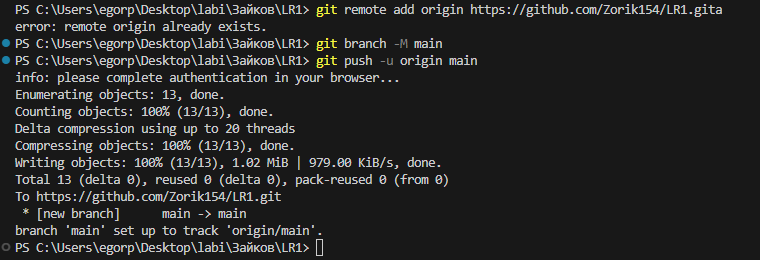 PS C:\Users\egorp\Desktop\labi\Зайков\LR1> git remote add origin https://github.com/Zorik154/LR1.gita
error: remote origin already exists.
PS C:\Users\egorp\Desktop\labi\Зайков\LR1> git branch -M main
PS C:\Users\egorp\Desktop\labi\Зайков\LR1> git push -u origin main
info: please complete authentication in your browser...
Enumerating objects: 13, done.
Counting objects: 100% (13/13), done.
Delta compression using up to 20 threads
Compressing objects: 100% (13/13), done.
Writing objects: 100% (13/13), 1.02 MiB | 979.00 KiB/s, done.
Total 13 (delta 0), reused 0 (delta 0), pack-reused 0 (from 0)
To https://github.com/Zorik154/LR1.git
 * [new branch]      main -> main
branch 'main' set up to track 'origin/main'.
PS C:\Users\egorp\Desktop\labi\Зайков\LR1>